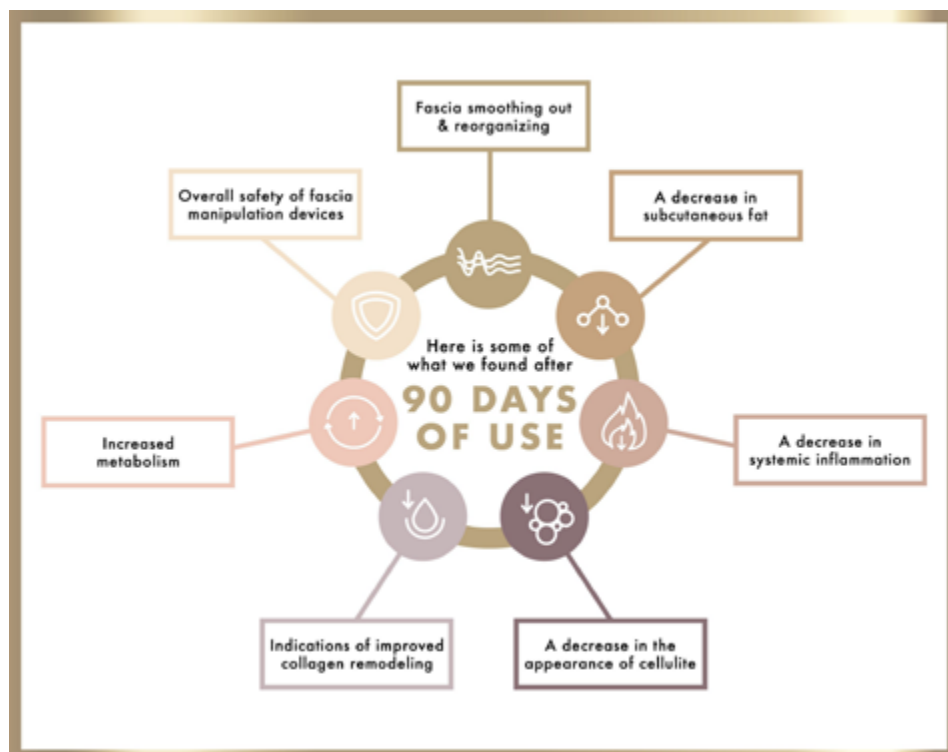 Fascia smoothing out
& reorganizing
Overall safety of fascia
manipulation devices
A decrease in
subcutaneous fat
Here is some of
what we found after
90 DAYS
OF USE
Increased
metabolism
A decrease in
systemic inflammation
Indications of improved
collagen remodeling
A decrease in the
appearance of cellulite